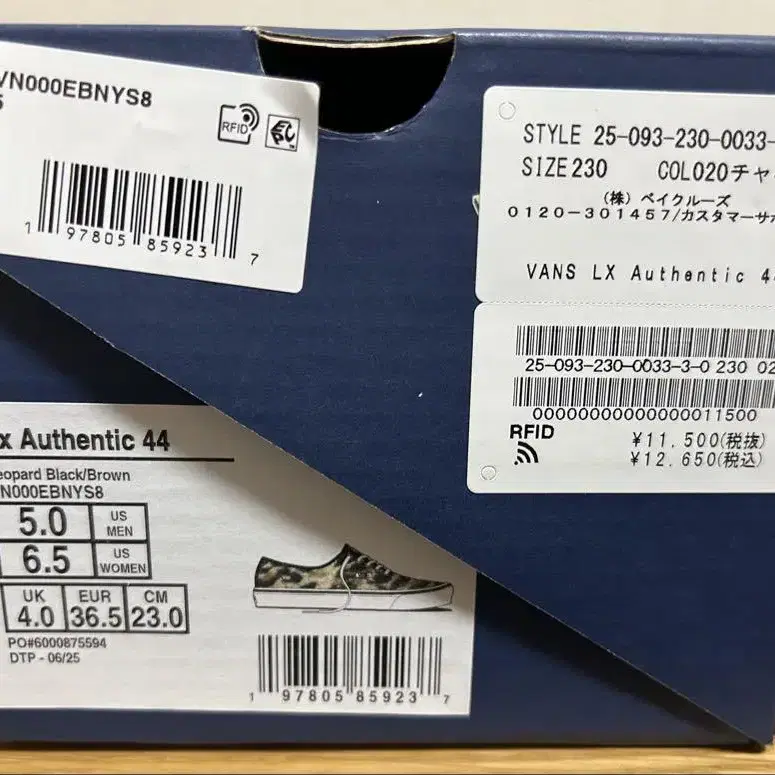 VN000EBNYS8
5
RFID
1 97805 85923 7
STYLE 25-093-230-0033-
SIZE230 COL020チャ
(株) ベイクルーズ
0120-301457/カスタマーサ
VANS LX Authentic 4
25-093-230-0033-3-0 230 02
00000000000000011500
RFID
¥11,500(税抜)
¥12,650(税込)
x Authentic 44
eopard Black/Brown
N000EBNYS8
5.0 US MEN
6.5 US WOMEN
UK EUR CM
4.0 36.5 23.0
PO#6000875594
DTP - 06/25
1 97805 85923 7